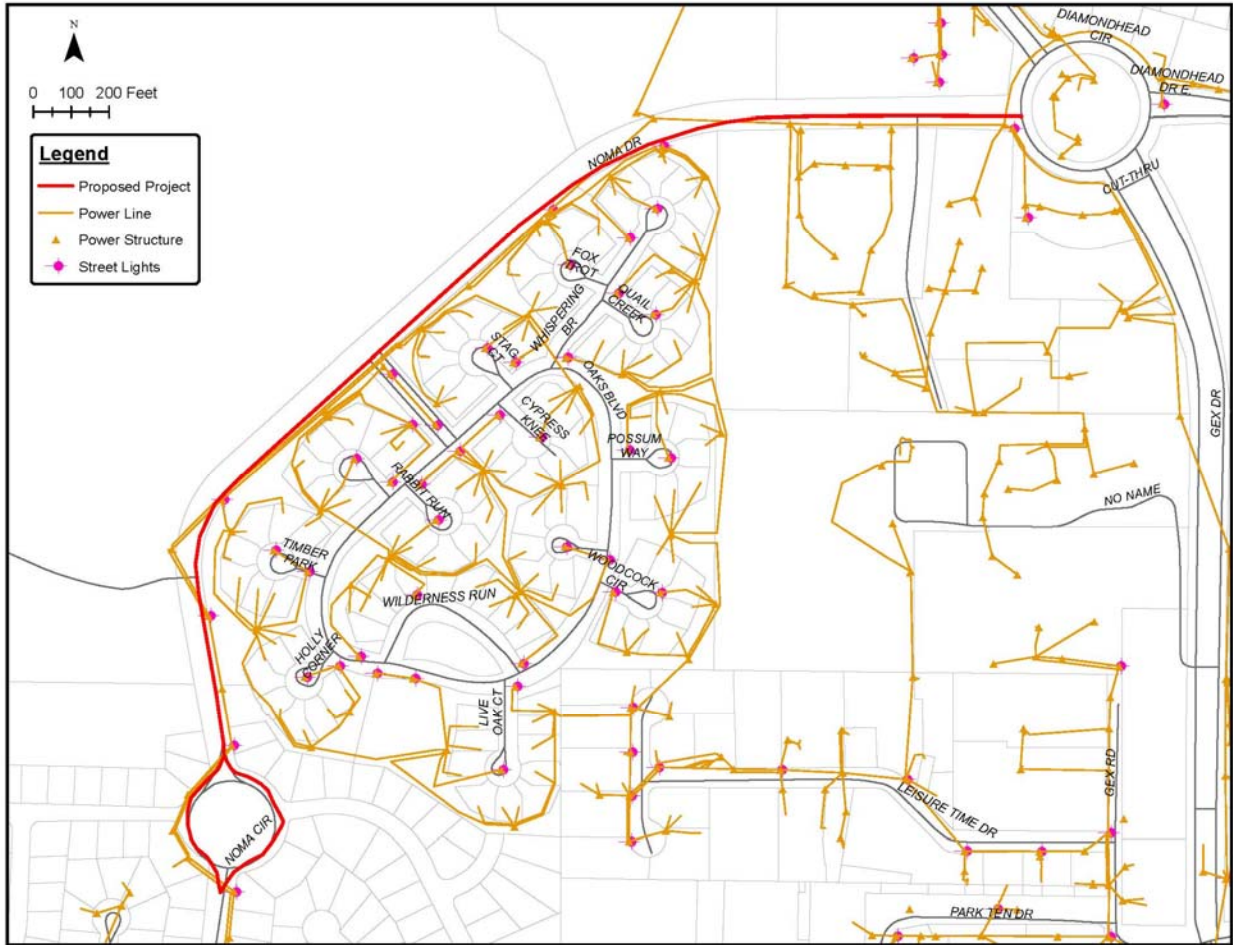 N
0 100 200 Feet
Legend
Proposed Project
Power Line
Power Structure
Street Lights
DIAMONDHEAD
CIR
DIAMONDHEAD
DR E.
NOMA DR
CUT-THRU
FOX
TROT
WHISPERING
BR
QUAIL
CREEK
STAG
CT
OAKS BLVD
CYPRESS
KNEE
POSSUM
WAY
GEX DR
RABBIT RUN
NO NAME
TIMBER
PARK
WOODCOCK
CIR
WILDERNESS RUN
HOLLY
CORNER
LIVE
OAK CT
GEX RD
LEISURE TIME DR
NOMA CIR
PARK TEN DR